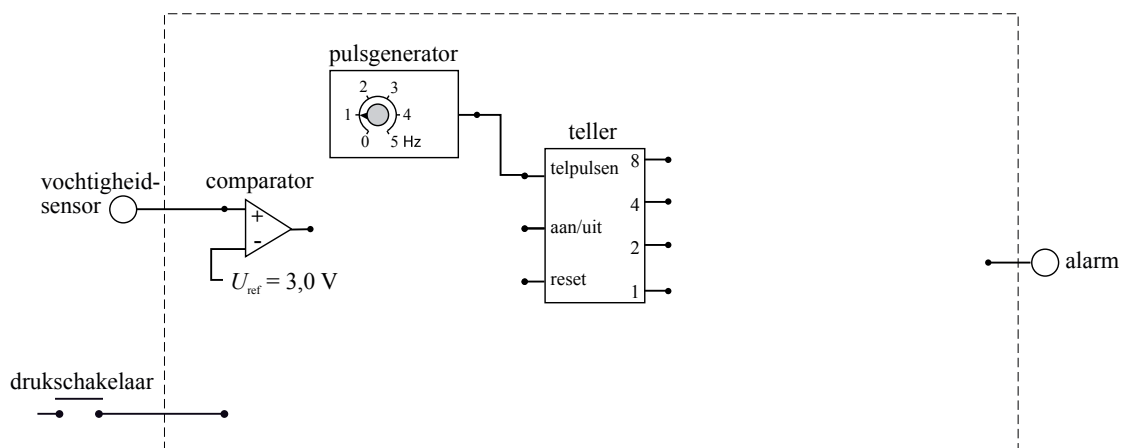 pulsgenerator
2 3
1 4
0 5 Hz
teller
telpulsen 8
4
aan/uit
2
reset
1
vochtigheid-
sensor
comparator
+
-
Uref = 3,0 V
alarm
drukschakelaar